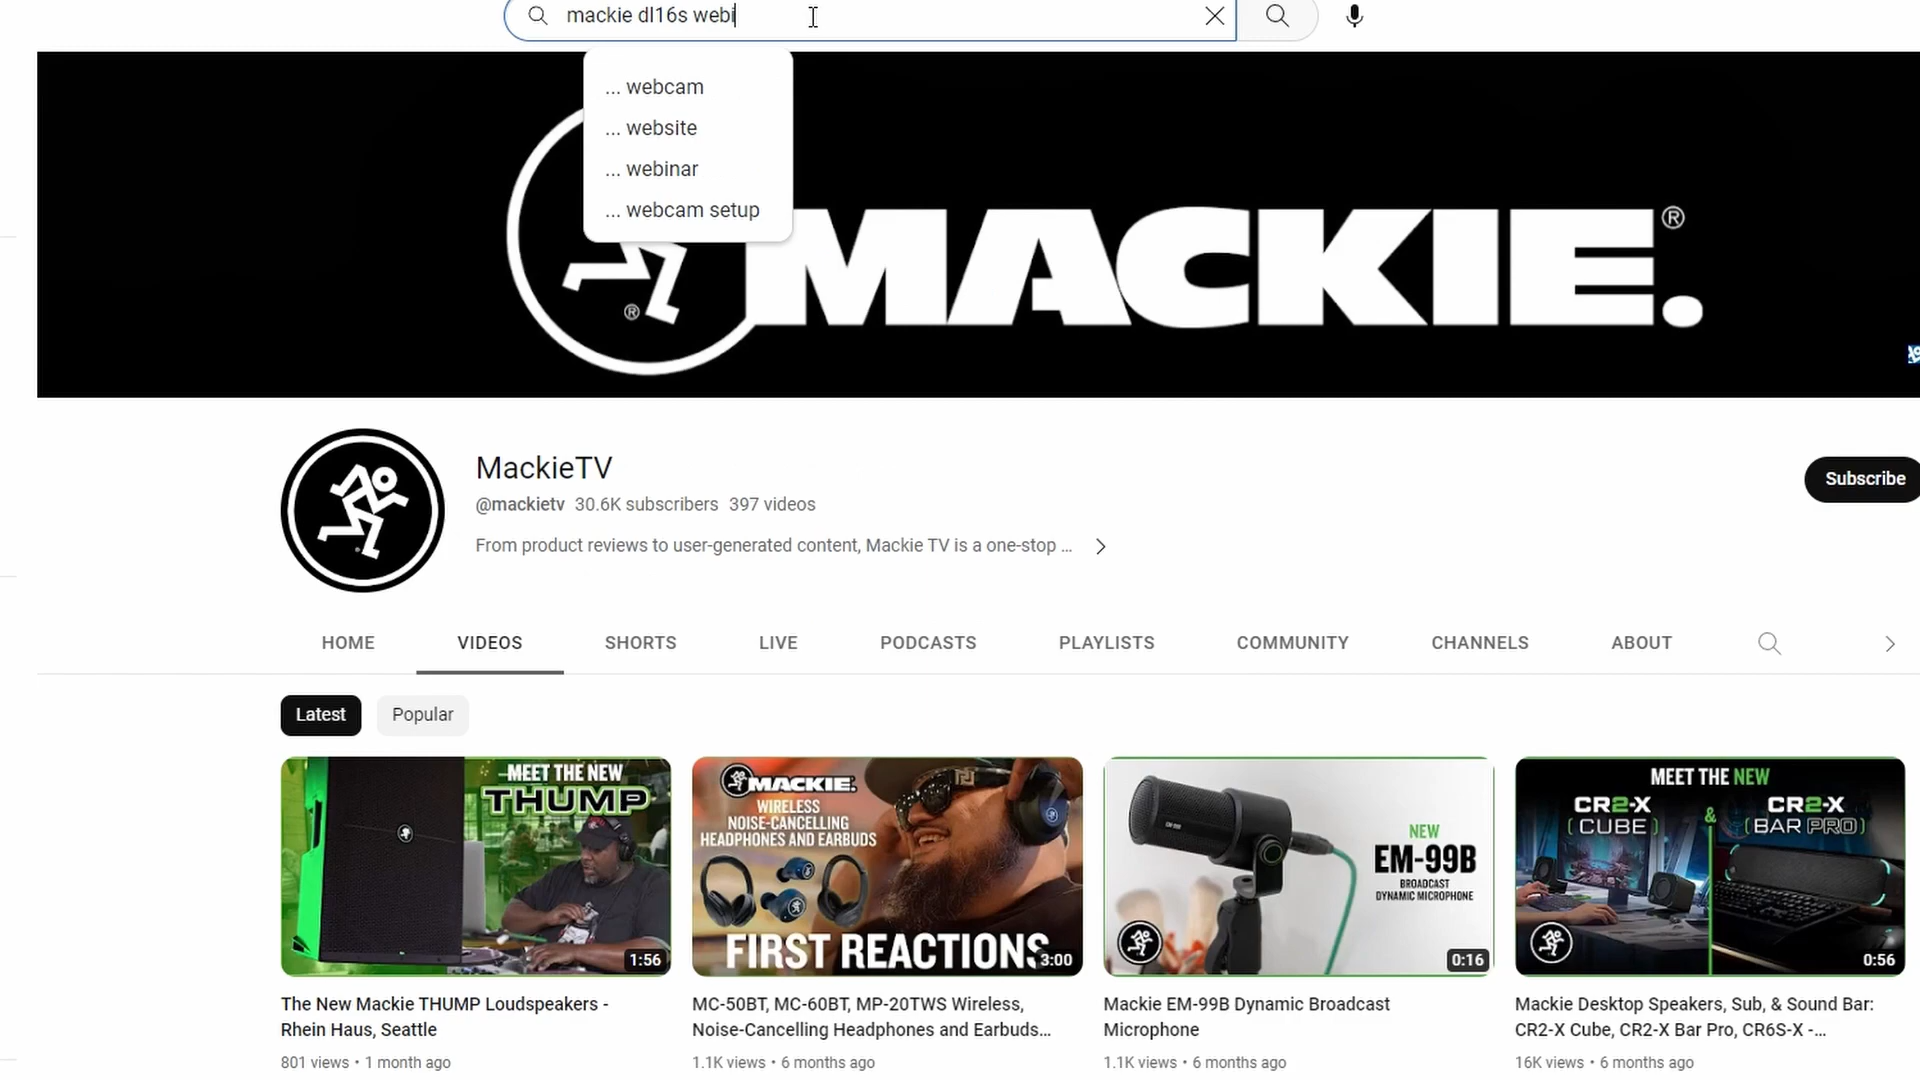 mackie dl16s webi
... webcam
... website
... webinar
... webcam setup
MACKIE.®
®
MackieTV
@mackietv 30.6K subscribers 397 videos
From product reviews to user-generated content, Mackie TV is a one-stop ...
Subscribe
HOME VIDEOS SHORTS LIVE PODCASTS PLAYLISTS COMMUNITY CHANNELS ABOUT
Latest Popular
MEET THE NEW
THUMP
1:56
MACKIE.
WIRELESS
NOISE-CANCELLING
HEADPHONES AND EARBUDS
FIRST REACTIONS
3:00
NEW
EM-99B
BROADCAST
DYNAMIC MICROPHONE
0:16
MEET THE NEW
CR2-X & CR2-X
(CUBE) (BAR PRO)
0:56
The New Mackie THUMP Loudspeakers -
Rhein Haus, Seattle
801 views • 1 month ago
MC-50BT, MC-60BT, MP-20TWS Wireless,
Noise-Cancelling Headphones and Earbuds...
1.1K views • 6 months ago
Mackie EM-99B Dynamic Broadcast
Microphone
1.1K views • 6 months ago
Mackie Desktop Speakers, Sub, & Sound Bar:
CR2-X Cube, CR2-X Bar Pro, CR6S-X -...
16K views • 6 months ago